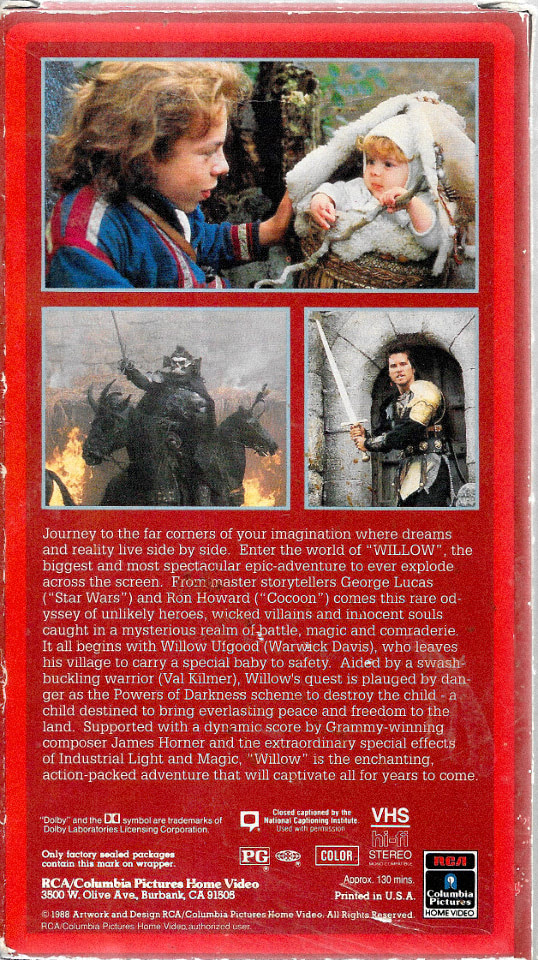 Journey to the far corners of your imagination where dreams
and reality live side by side. Enter the world of "WILLOW", the
biggest and most spectacular epic-adventure to ever explode
across the screen. From master storytellers George Lucas
("Star Wars") and Ron Howard ("Cocoon") comes this rare od-
yssey of unlikely heroes, wicked villains and innocent souls
caught in a mysterious realm of battle, magic and comraderie.
It all begins with Willow Ufgood (Warwick Davis), who leaves
his village to carry a special baby to safety. Aided by a swash-
buckling warrior (Val Kilmer), Willow's quest is plauged by dan-
ger as the Powers of Darkness scheme to destroy the child - a
child destined to bring everlasting peace and freedom to the
land. Supported with a dynamic score by Grammy-winning
composer James Horner and the extraordinary special effects
of Industrial Light and Magic, "Willow" is the enchanting,
action-packed adventure that will captivate all for years to come.
"Dolby" and the symbol are trademarks of
Dolby Laboratories Licensing Corporation.
Closed captioned by the
National Captioning Institute.
Used with permission
VHS
hi-fi
STEREO
MONO COMPATIBLE
Only factory sealed packages
contain this mark on wrapper.
PG
COLOR
RCA/Columbia Pictures Home Video
3500 W. Olive Ave., Burbank, CA 91505
Approx. 130 mins.
Printed in U.S.A.
RCA
Columbia
Pictures
HOME VIDEO
© 1988 Artwork and Design RCA/Columbia Pictures Home Video. All Rights Reserved.
RCA/Columbia Pictures Home Video, authorized user.